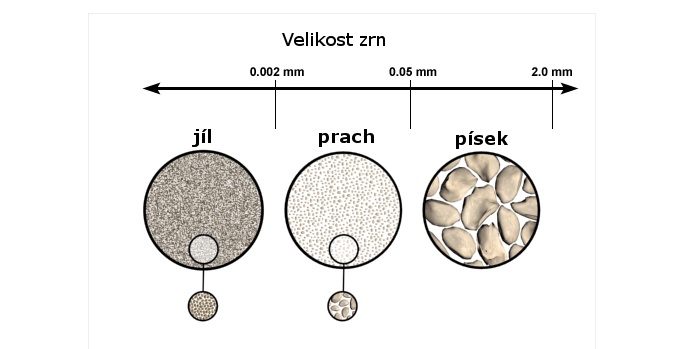 Velikost zrn
0.002 mm 0.05 mm 2.0 mm
jíl prach písek